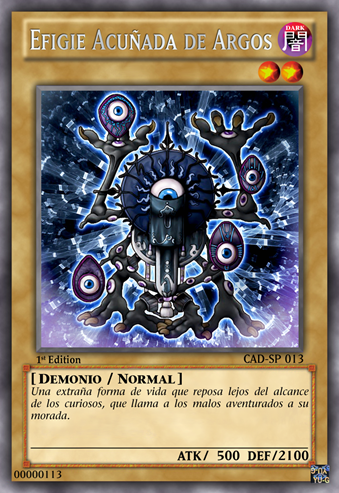 Efigie Acuñada de Argos
DARK
闇
1st Edition
CAD-SP 013
[ Demonio / Normal ]
Una extraña forma de vida que reposa lejos del alcance
de los curiosos, que llama a los malos aventurados a su
morada.
ATK/ 500 DEF/2100
00000113